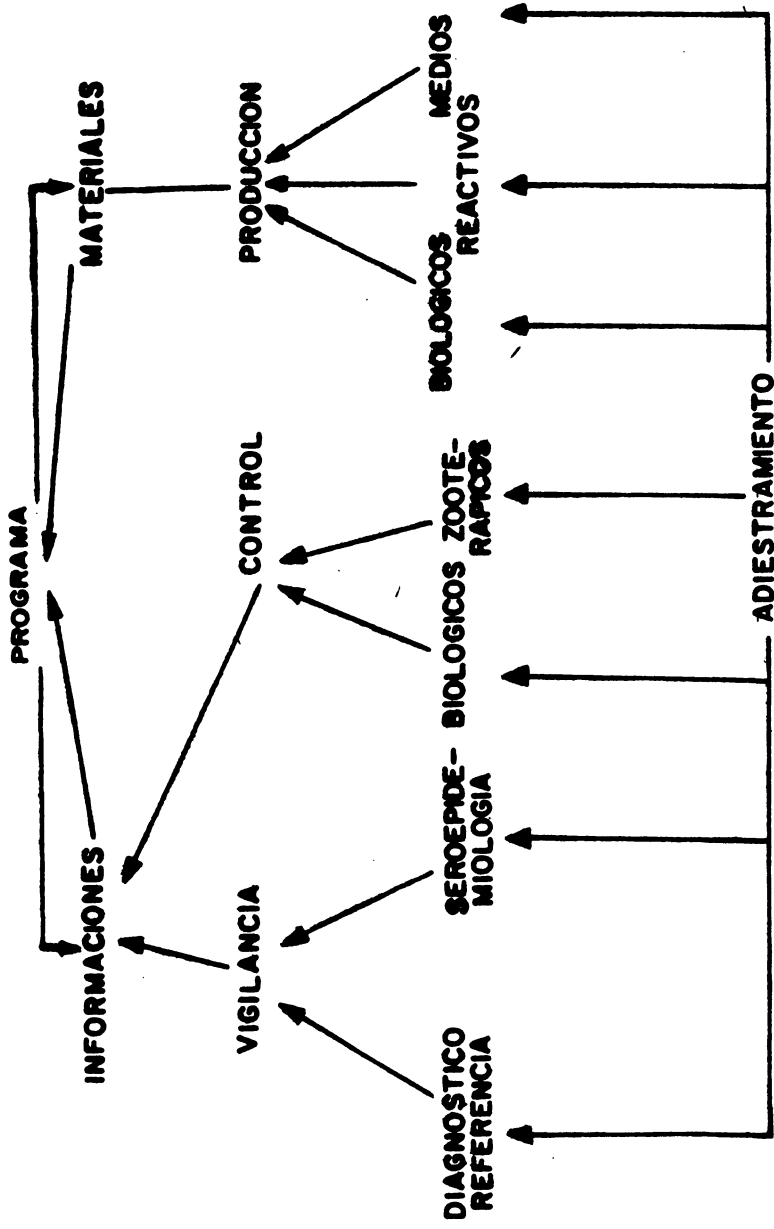 PROGRAMA
INFORMACIONES
MATERIALES
VIGILANCIA
CONTROL
PRODUCCION
DIAGNOSTICO
REFERENCIA
SEROEPIDE-
MIOLOGIA
BIOLOGICOS
ZOOTE-
RAPICOS
BIOLOGICOS
REACTIVOS
MEDIOS
ADIESTRAMIENTO